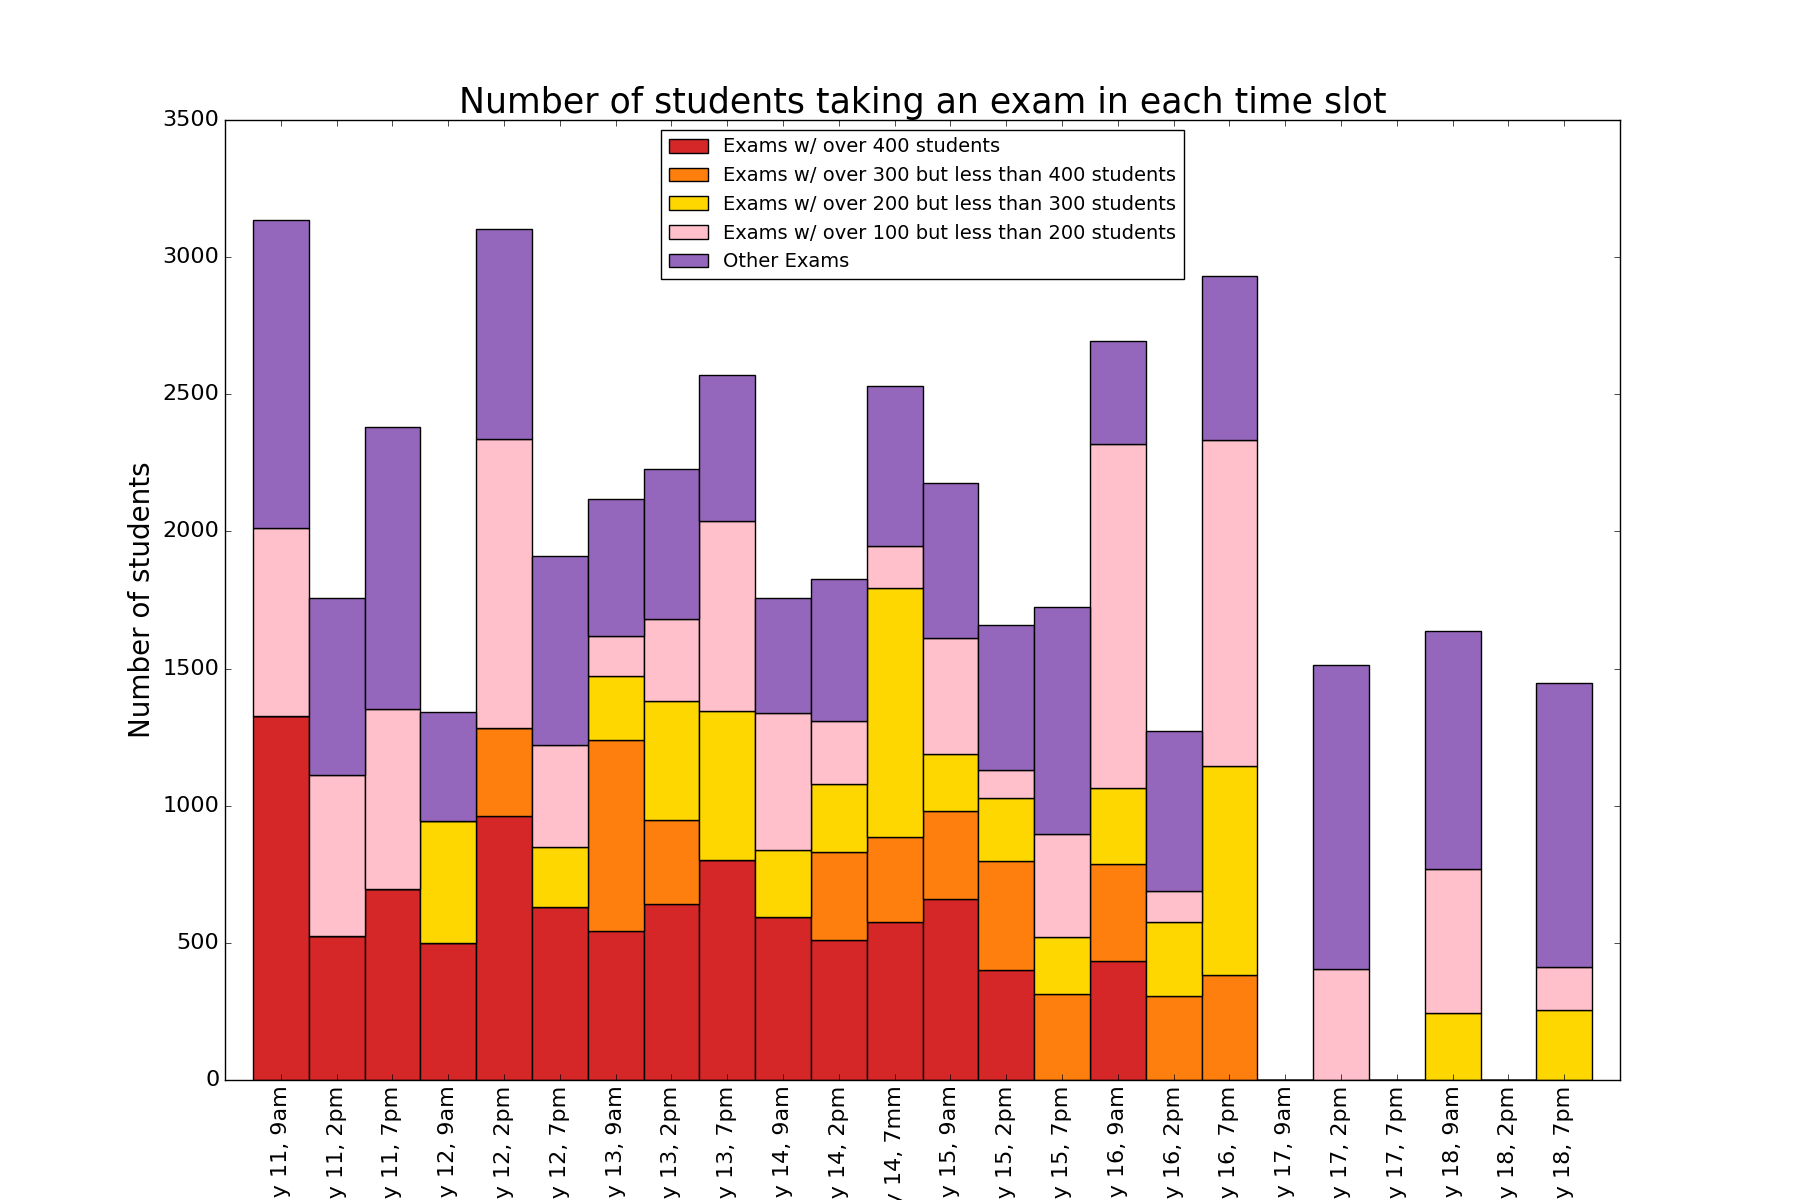 Number of students taking an exam in each time slot
Exams w/ over 400 students
Exams w/ over 300 but less than 400 students
Exams w/ over 200 but less than 300 students
Exams w/ over 100 but less than 200 students
Other Exams
Number of students
3500
3000
2500
2000
1500
1000
500
0
y 11, 9am
y 11, 2pm
y 11, 7pm
y 12, 9am
y 12, 2pm
y 12, 7pm
y 13, 9am
y 13, 2pm
y 13, 7pm
y 14, 9am
y 14, 2pm
y 14, 7mm
y 15, 9am
y 15, 2pm
y 15, 7pm
y 16, 9am
y 16, 2pm
y 16, 7pm
y 17, 9am
y 17, 2pm
y 17, 7pm
y 18, 9am
y 18, 2pm
y 18, 7pm